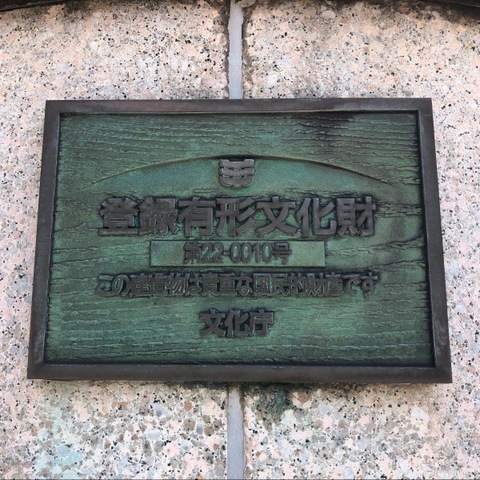 登録有形文化財
第22-0010号
この建造物は貴重な国民的財産です
文化庁